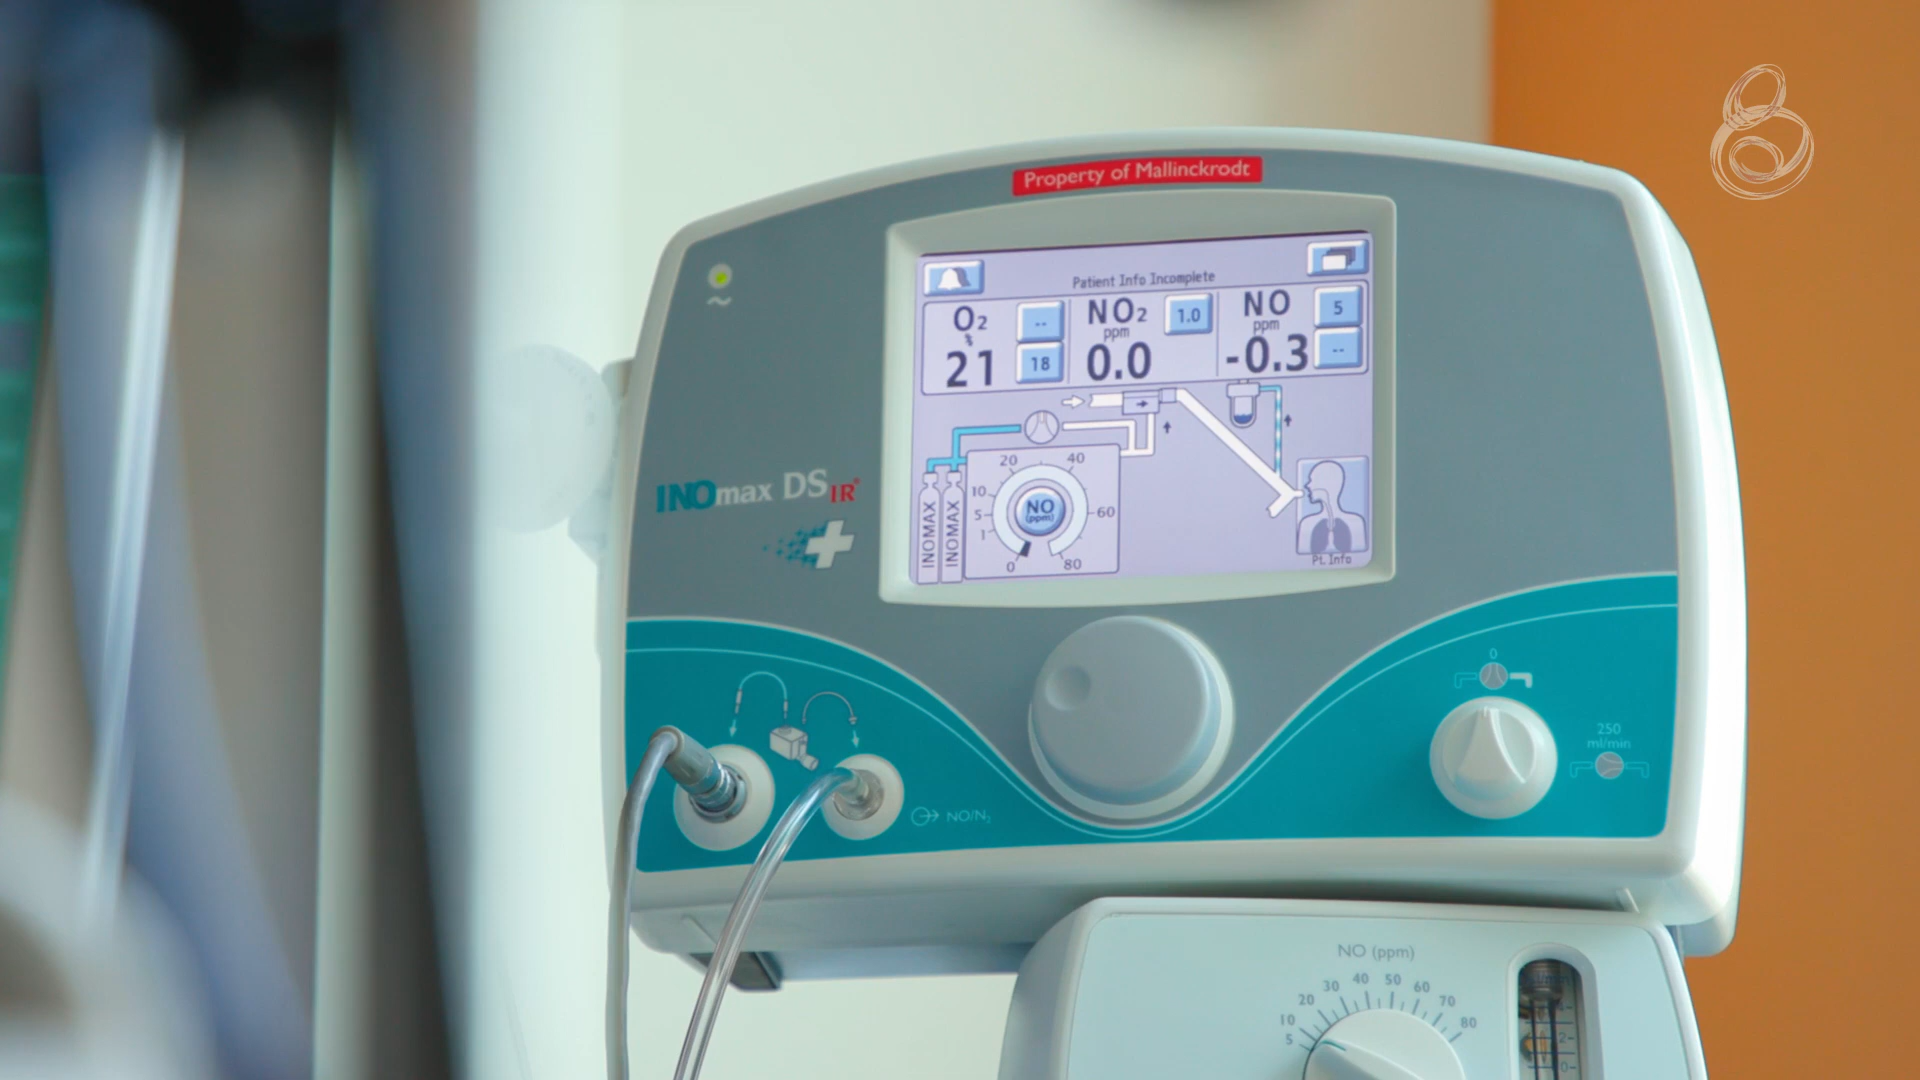 Property of Mallinckrodt
Patient Info Incomplete
O2
%
21
--
18
NO2
ppm
0.0
1.0
NO
ppm
-0.3
5
--
INOMAX
INOMAX
0
1
5
10
20
40
60
80
NO
(ppm)
Pt. Info
INOmax DSIR®
NO/N2
0
250
ml/min
NO (ppm)
5
10
20
30
40
50
60
70
80